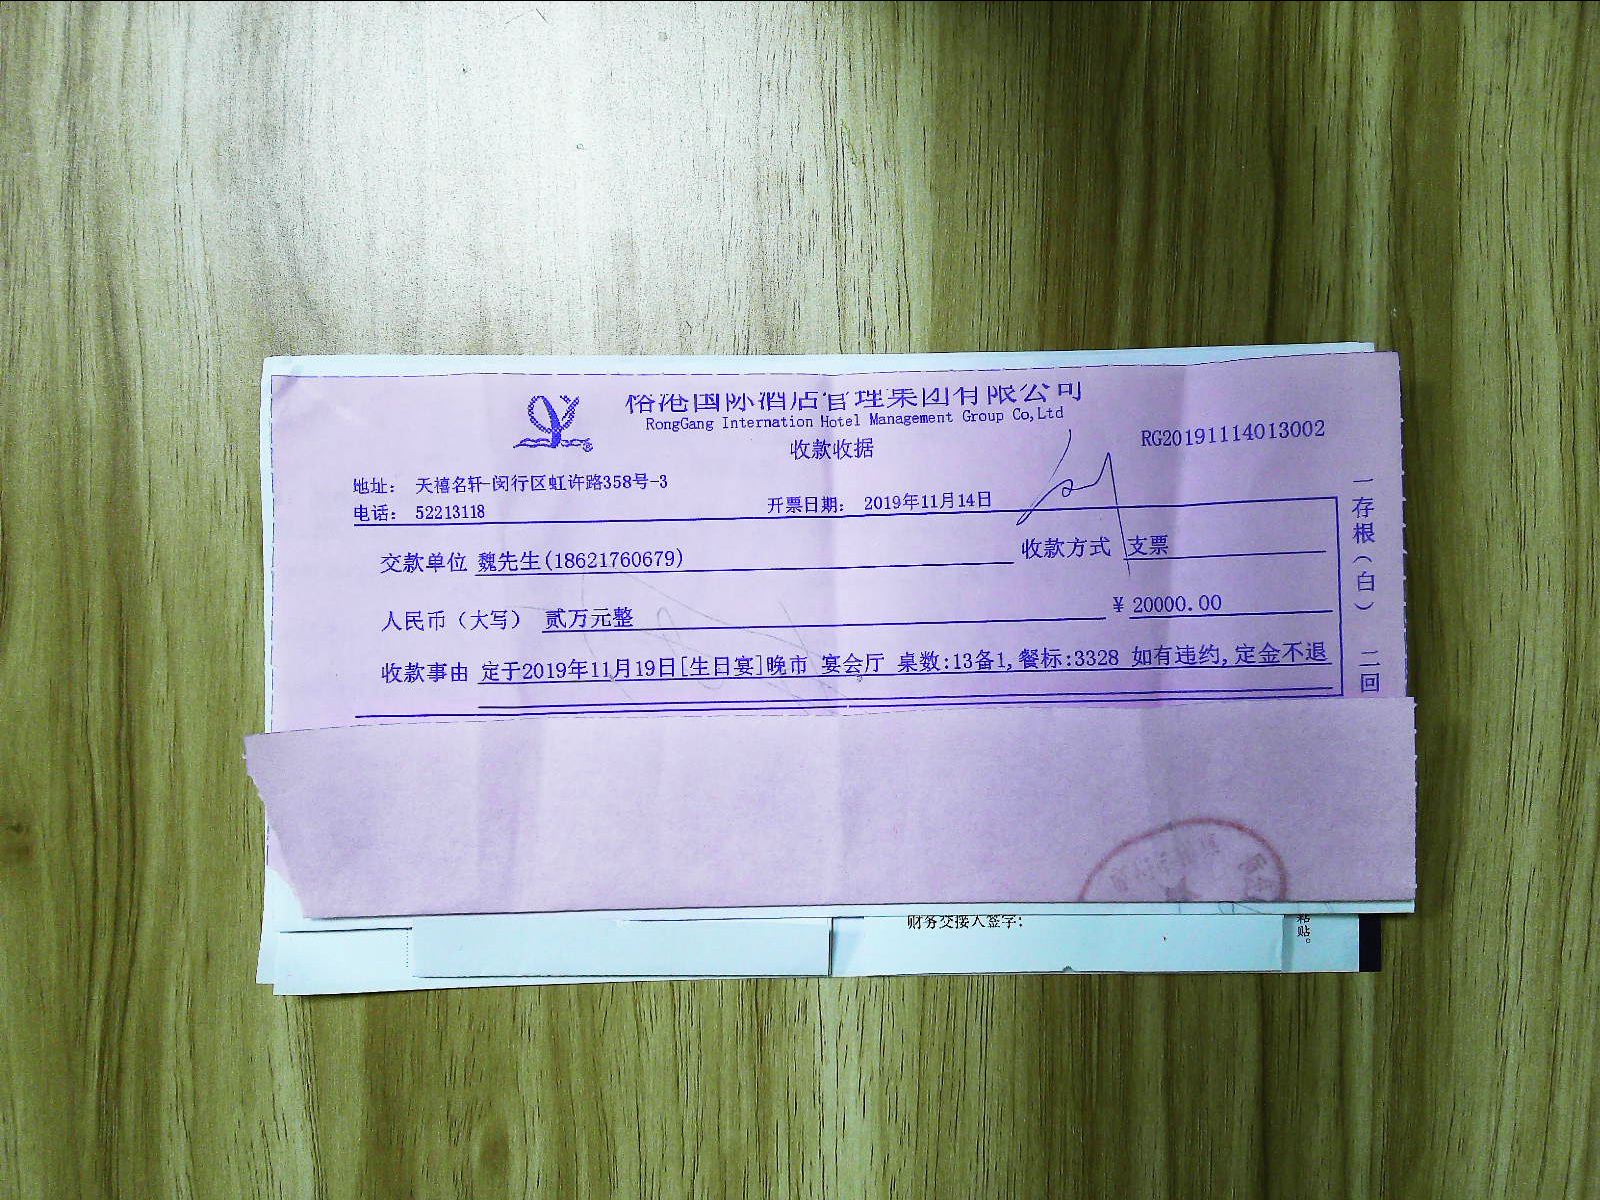 裕港国际酒店管理集团有限公司
RongGang Internation Hotel Management Group Co,Ltd
收款收据
RG20191114013002
地址： 天禧名轩-闵行区虹许路358号-3
电话： 52213118
开票日期： 2019年11月14日
交款单位 魏先生(18621760679)
收款方式 支票
人民币（大写） 贰万元整
¥ 20000.00
收款事由 定于2019年11月19日[生日宴]晚市 宴会厅 桌数:13备1,餐标:3328 如有违约,定金不退
一存根（白） 二回
财务交接人签字：
粘贴。